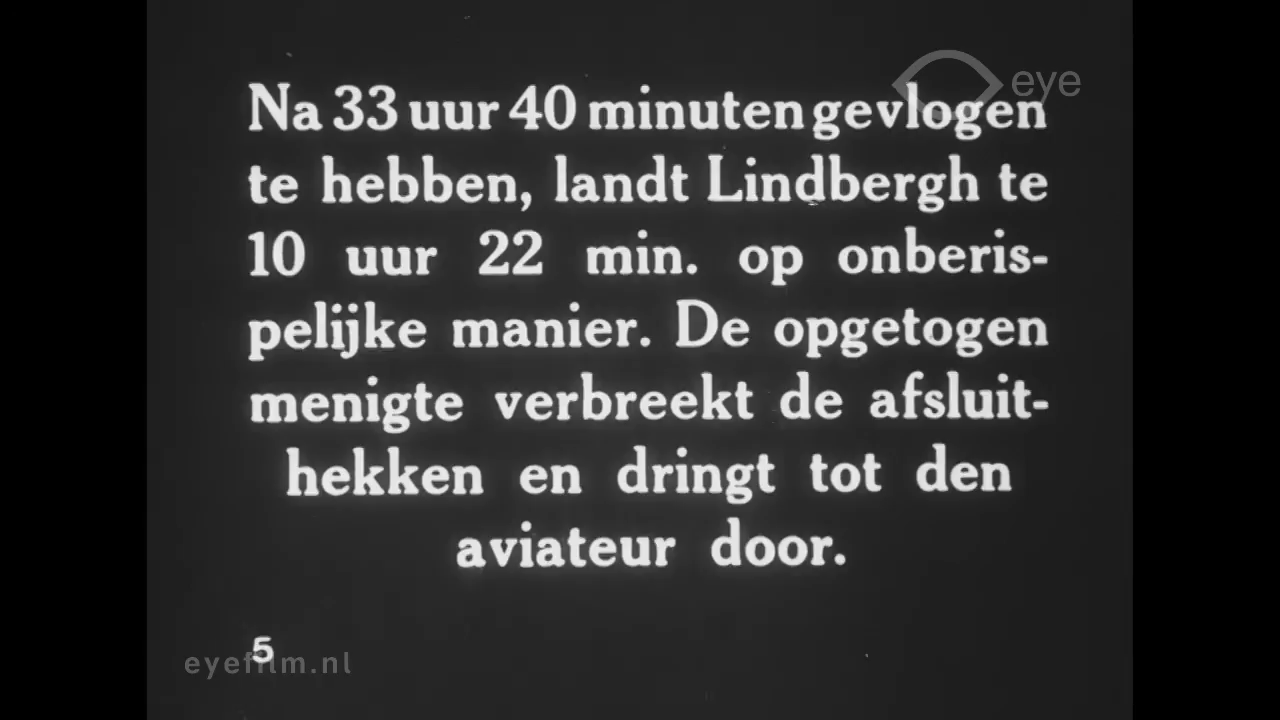 eye
Na 33 uur 40 minuten gevlogen
te hebben, landt Lindbergh te
10 uur 22 min. op onberis-
pelijke manier. De opgetogen
menigte verbreekt de afsluit-
hekken en dringt tot den
aviateur door.
5
eyefilm.nl